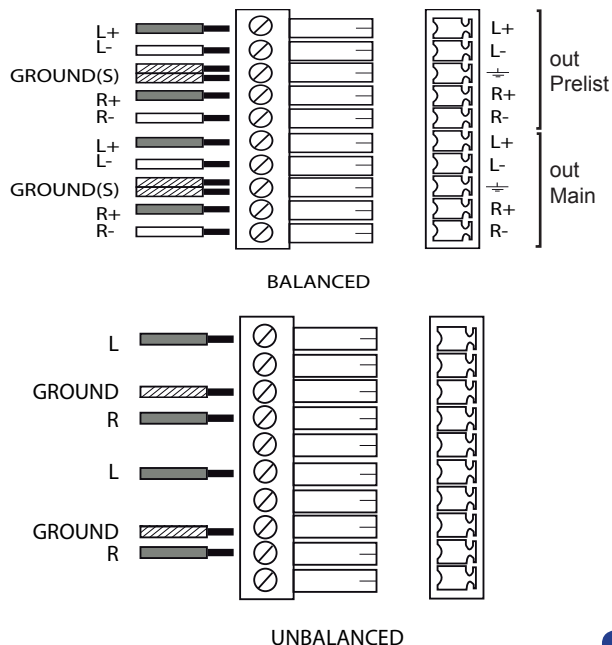 L+
L-
GROUND(S)
R+
R-
L+
L-
GROUND(S)
R+
R-
L+
L-
R+
R-
L+
L-
R+
R-
out
Prelist
out
Main
BALANCED
L
GROUND
R
L
GROUND
R
UNBALANCED